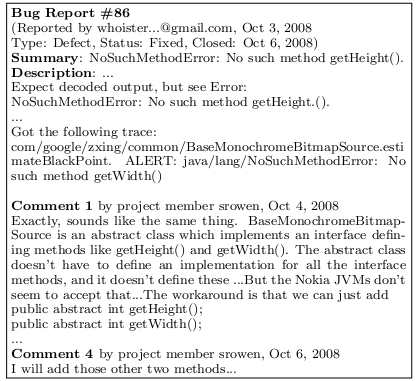 Bug Report #86
(Reported by whoister...@gmail.com, Oct 3, 2008
Type: Defect, Status: Fixed, Closed: Oct 6, 2008)
Summary: NoSuchMethodError: No such method getHeight().
Description: ...
Expect decoded output, but see Error:
NoSuchMethodError: No such method getHeight.().
...
Got the following trace:
com/google/zxing/common/BaseMonochromeBitmapSource.esti
mateBlackPoint. ALERT: java/lang/NoSuchMethodError: No
such method getWidth()
Comment 1 by project member srowen, Oct 4, 2008
Exactly, sounds like the same thing. BaseMonochromeBitmap-
Source is an abstract class which implements an interface defin-
ing methods like getHeight() and getWidth(). The abstract class
doesn't have to define an implementation for all the interface
methods, and it doesn't define these ...But the Nokia JVMs don't
seem to accept that...The workaround is that we can just add
public abstract int getHeight();
public abstract int getWidth();
...
Comment 4 by project member srowen, Oct 6, 2008
I will add those other two methods...